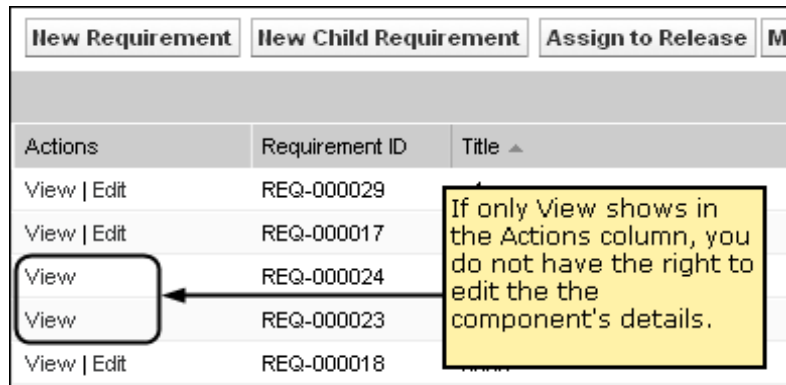 New Requirement New Child Requirement Assign to Release
Actions Requirement ID Title
View | Edit REQ-000029
View | Edit REQ-000017
View REQ-000024
View REQ-000023
View | Edit REQ-000018
If only View shows in
the Actions column, you
do not have the right to
edit the the
component's details.